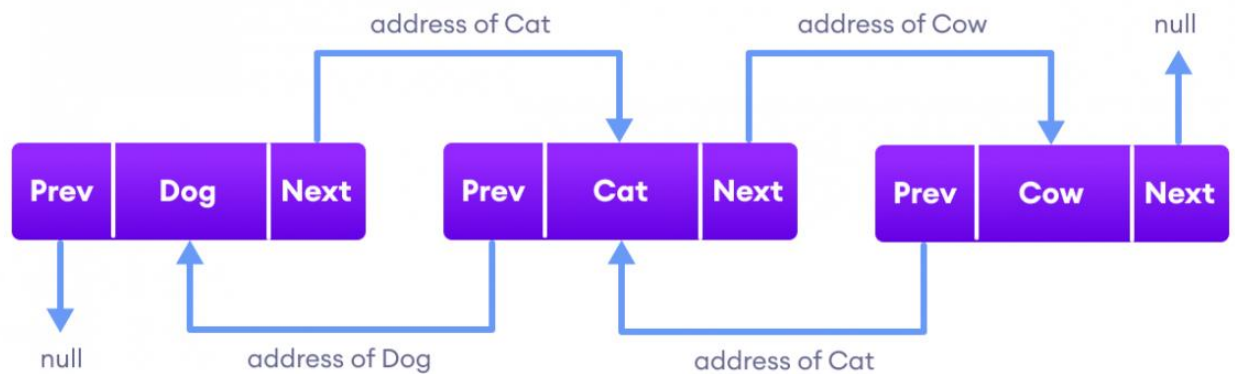 address of Cat
address of Cow
null
Prev
Dog
Next
Prev
Cat
Next
Prev
Cow
Next
null
address of Dog
address of Cat